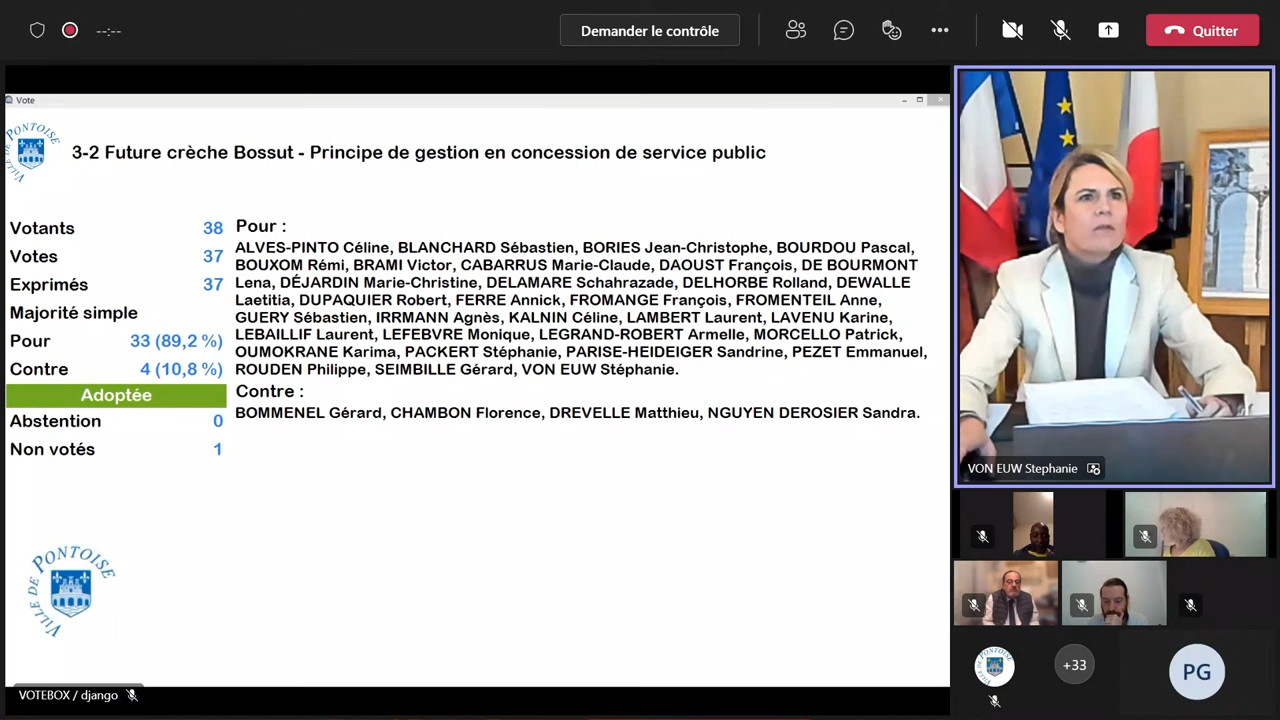 --:--
Demander le contrôle
Quitter
Vote
VILLE DE PONTOISE
3-2 Future crèche Bossut - Principe de gestion en concession de service public
Votants 38
Votes 37
Exprimés 37
Majorité simple
Pour 33 (89,2 %)
Contre 4 (10,8 %)
Adoptée
Abstention 0
Non votés 1
Pour :
ALVES-PINTO Céline, BLANCHARD Sébastien, BORIES Jean-Christophe, BOURDOU Pascal,
BOUXOM Rémi, BRAMI Victor, CABARRUS Marie-Claude, DAOUST François, DE BOURMONT
Lena, DÉJARDIN Marie-Christine, DELAMARE Schahrazade, DELHORBE Rolland, DEWALLE
Laetitia, DUPAQUIER Robert, FERRE Annick, FROMANGE François, FROMENTEIL Anne,
GUERY Sébastien, IRRMANN Agnès, KALNIN Céline, LAMBERT Laurent, LAVENU Karine,
LEBAILLIF Laurent, LEFEBVRE Monique, LEGRAND-ROBERT Armelle, MORCELLO Patrick,
OUMOKRANE Karima, PACKERT Stéphanie, PARISE-HEIDEIGER Sandrine, PEZET Emmanuel,
ROUDEN Philippe, SEIMBILLE Gérard, VON EUW Stéphanie.
Contre :
BOMMENEL Gérard, CHAMBON Florence, DREVELLE Matthieu, NGUYEN DEROSIER Sandra.
VILLE DE PONTOISE
VOTEBOX / django
VON EUW Stephanie
+33
PG